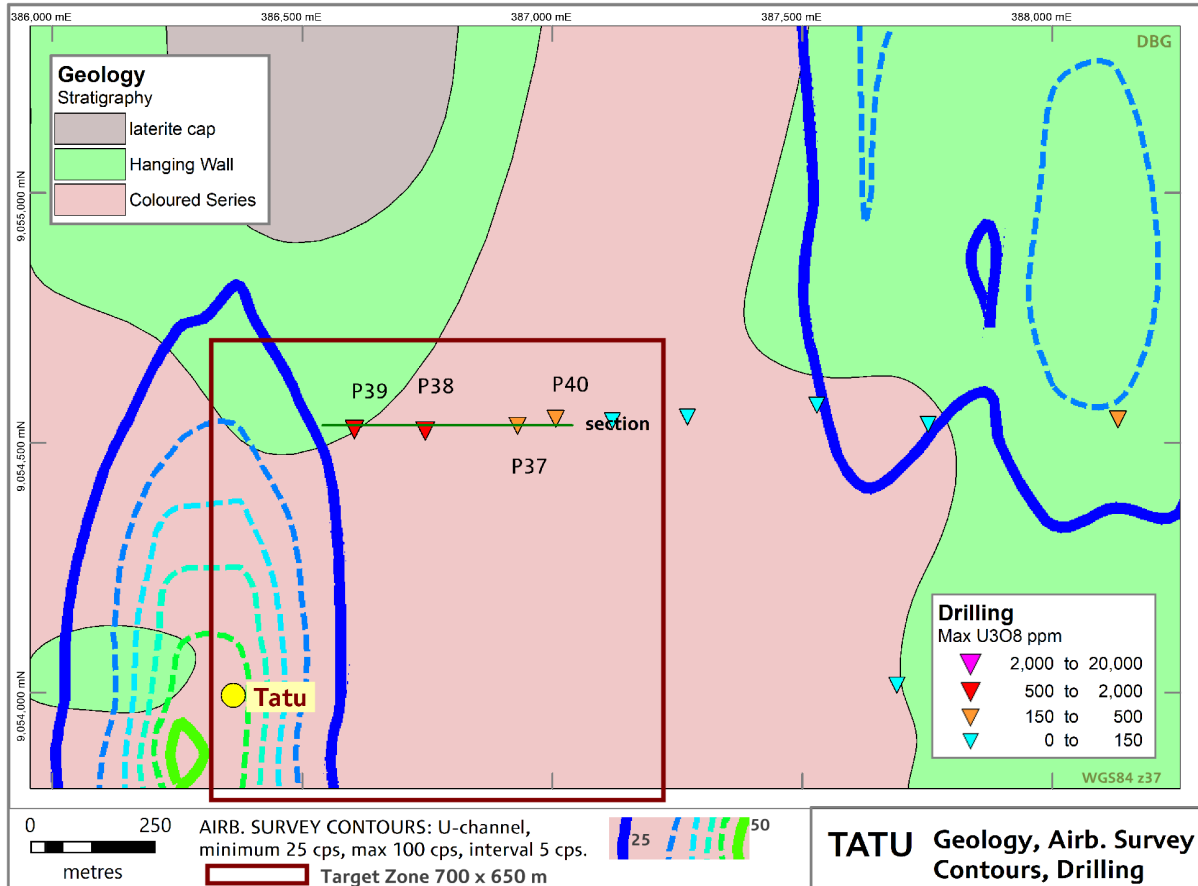 386,000 mE
386,500 mE
387,000 mE
387,500 mE
388,000 mE
DBG
Geology
Stratigraphy
laterite cap
Hanging Wall
Coloured Series
9,055,000 mN
9,054,500 mN
9,054,000 mN
P39
P38
P40
section
P37
Tatu
Drilling
Max U3O8 ppm
2,000 to 20,000
500 to 2,000
150 to 500
0 to 150
WGS84 z37
0 250
metres
AIRB. SURVEY CONTOURS: U-channel,
minimum 25 cps, max 100 cps, interval 5 cps.
Target Zone 700 x 650 m
25
50
TATU Geology, Airb. Survey
Contours, Drilling